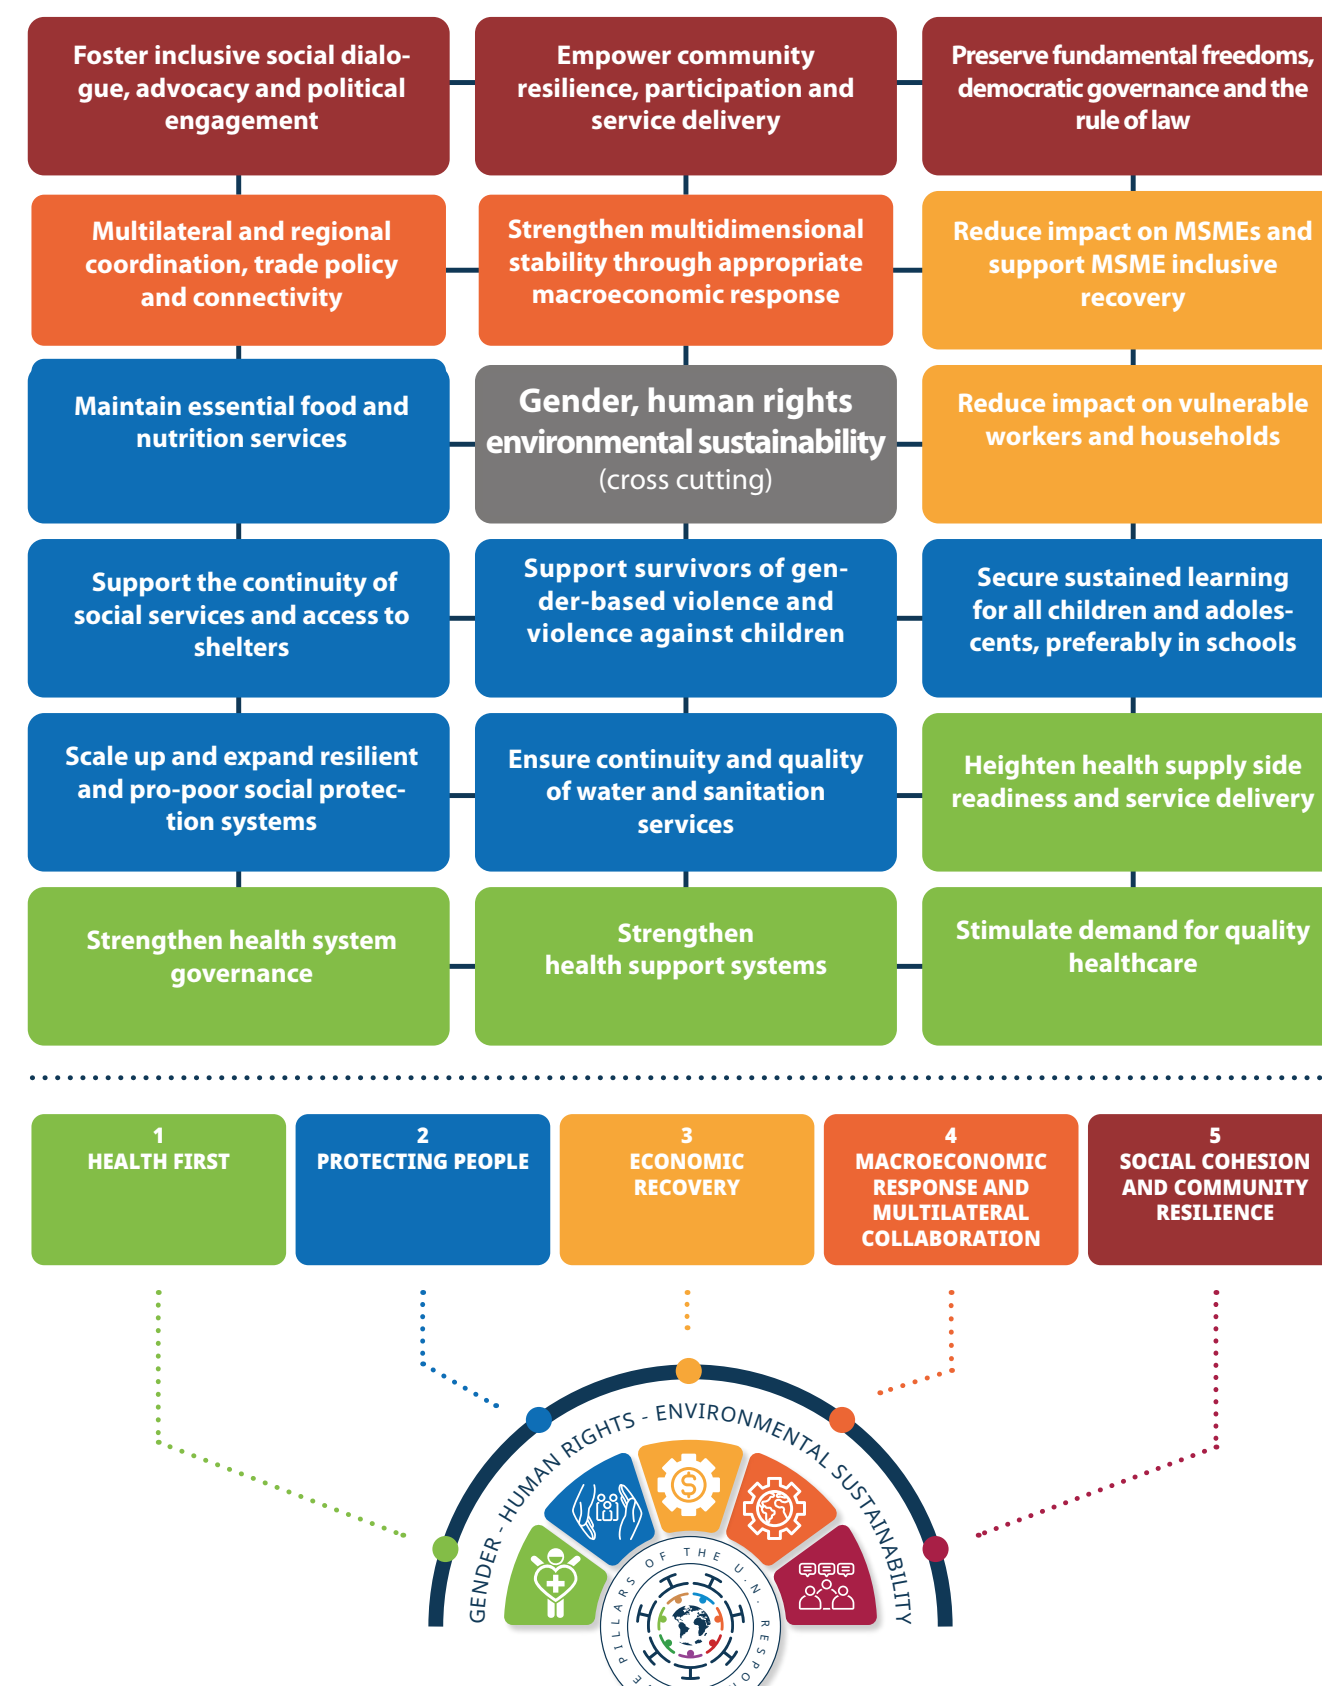 Foster inclusive social dialo-
gue, advocacy and political
engagement
Empower community
resilience, participation and
service delivery
Preserve fundamental freedoms,
democratic governance and the
rule of law
Multilateral and regional
coordination, trade policy
and connectivity
Strengthen multidimensional
stability through appropriate
macroeconomic response
Reduce impact on MSMEs and
support MSME inclusive
recovery
Maintain essential food and
nutrition services
Gender, human rights
environmental sustainability
(cross cutting)
Reduce impact on vulnerable
workers and households
Support the continuity of
social services and access to
shelters
Support survivors of gen-
der-based violence and
violence against children
Secure sustained learning
for all children and adoles-
cents, preferably in schools
Scale up and expand resilient
and pro-poor social protec-
tion systems
Ensure continuity and quality
of water and sanitation
services
Heighten health supply side
readiness and service delivery
Strengthen health system
governance
Strengthen
health support systems
Stimulate demand for quality
healthcare
1
HEALTH FIRST
2
PROTECTING PEOPLE
3
ECONOMIC
RECOVERY
4
MACROECONOMIC
RESPONSE AND
MULTILATERAL
COLLABORATION
5
SOCIAL COHESION
AND COMMUNITY
RESILIENCE
GENDER - HUMAN RIGHTS - ENVIRONMENTAL SUSTAINABILITY
PILLARS OF THE U.N.